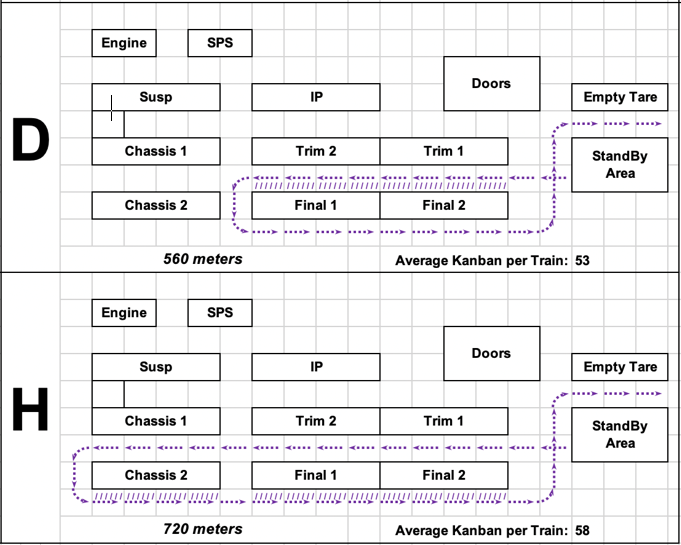 D
Engine
SPS
Doors
Susp
IP
Empty Tare
Chassis 1
Trim 2
Trim 1
StandBy
Area
Chassis 2
Final 1
Final 2
560 meters
Average Kanban per Train: 53
H
Engine
SPS
Doors
Susp
IP
Empty Tare
Chassis 1
Trim 2
Trim 1
StandBy
Area
Chassis 2
Final 1
Final 2
720 meters
Average Kanban per Train: 58